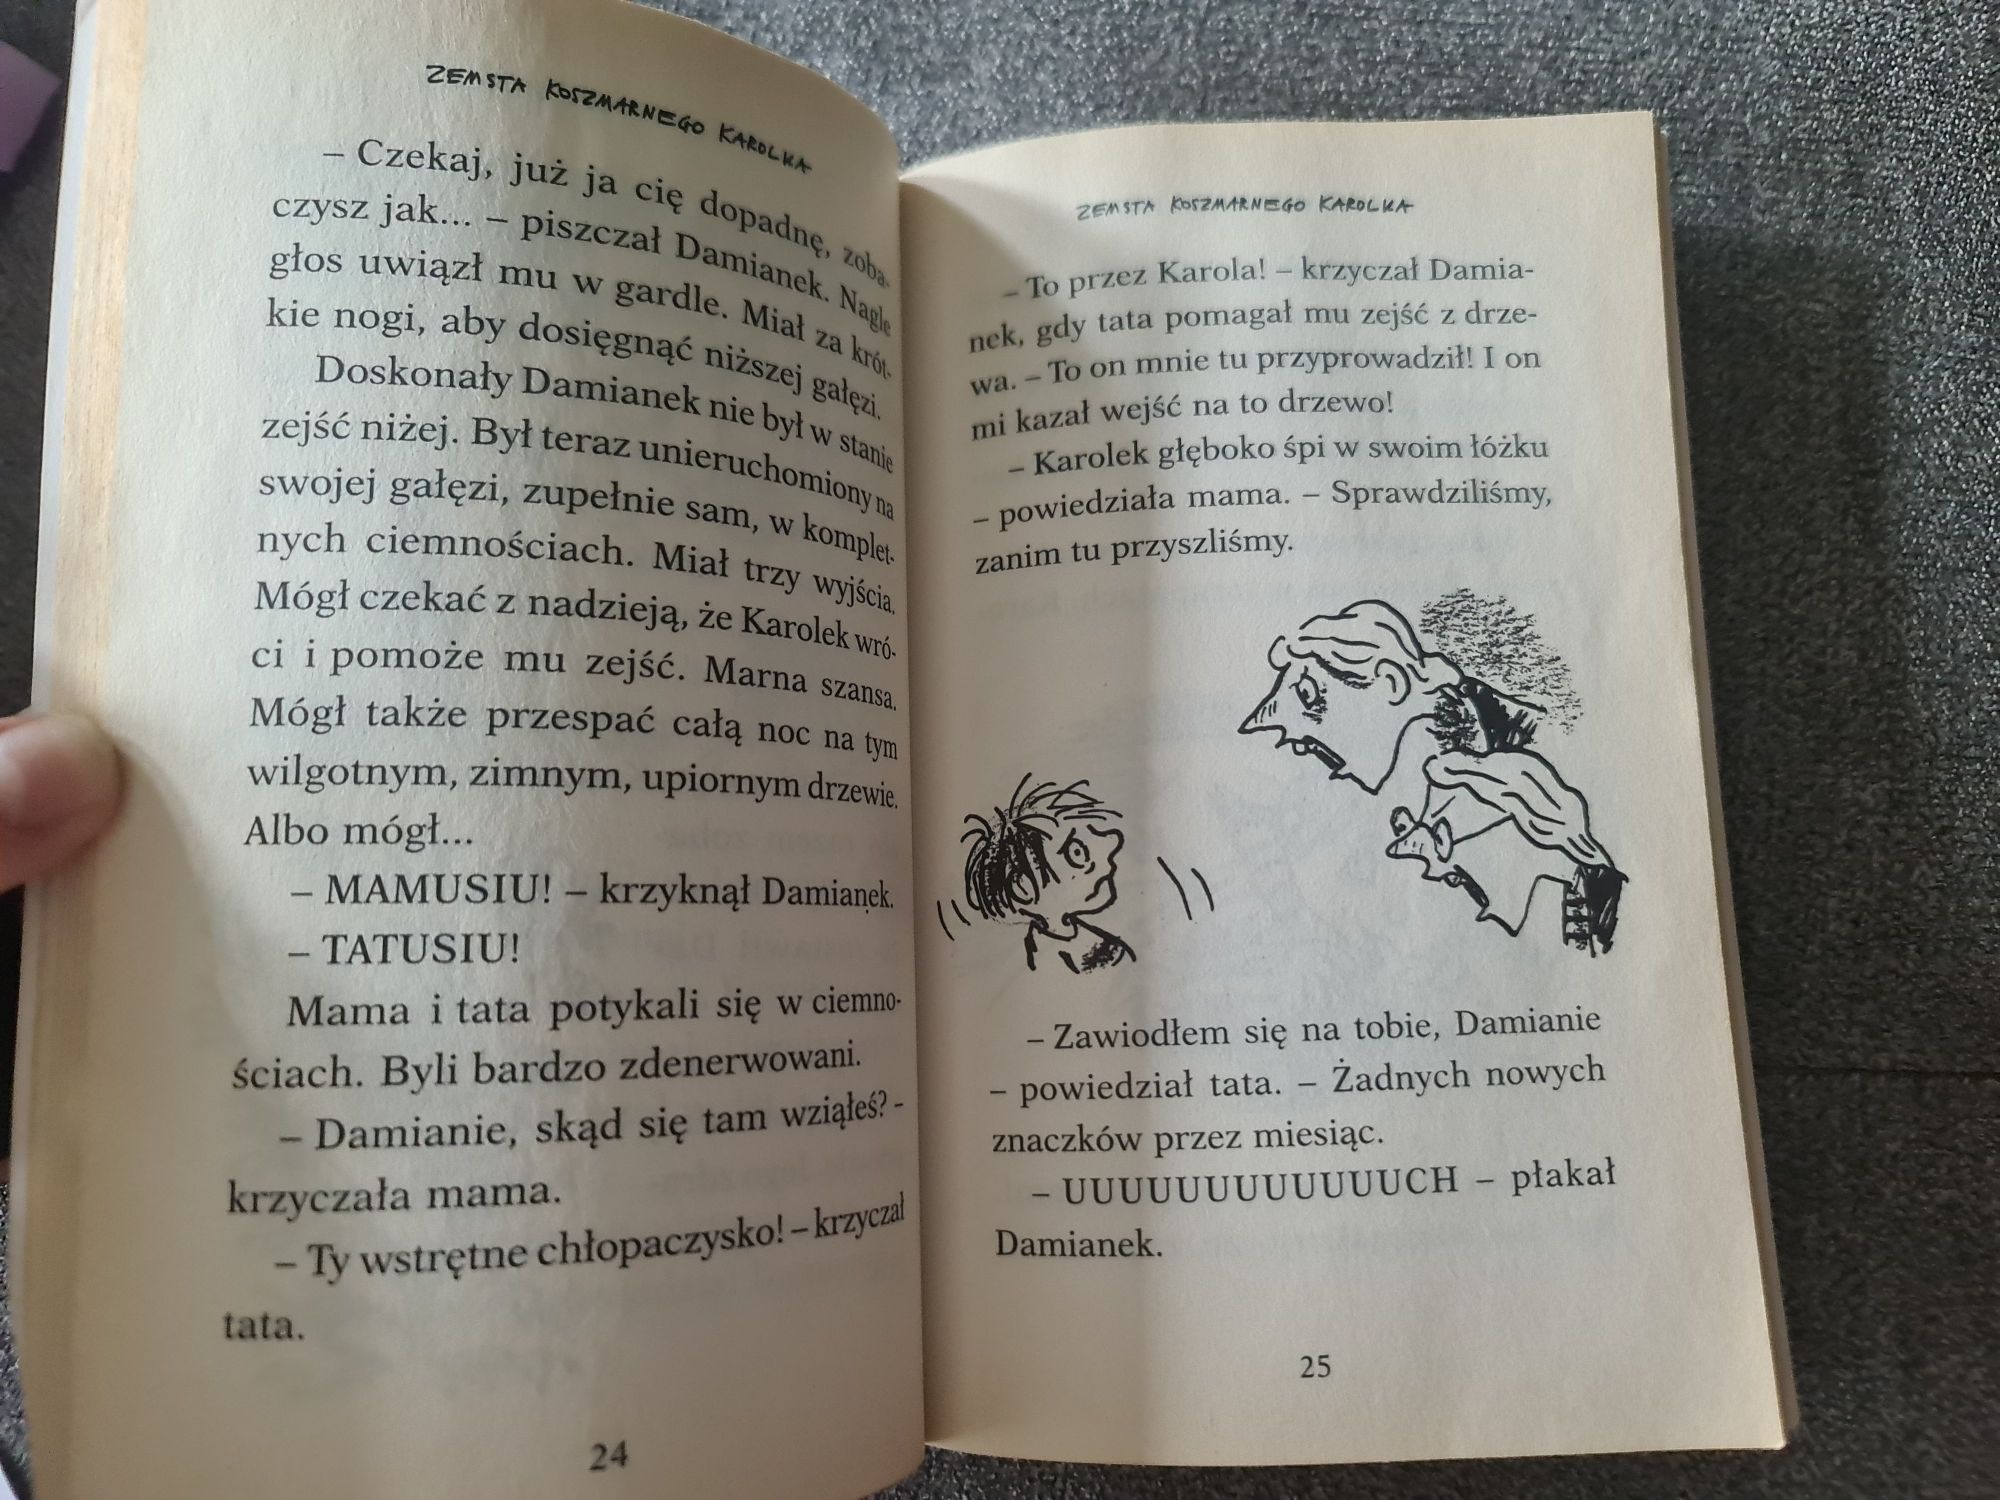 ZEMSTA KOSZMARNEGO KAROLKA
– Czekaj, już ja cię dopadnę, zoba-
czysz jak... – piszczał Damianek. Nagle
głos uwiązł mu w gardle. Miał za krót-
kie nogi, aby dosięgnąć niższej gałęzi.
Doskonały Damianek nie był w stanie
zejść niżej. Był teraz unieruchomiony na
swojej gałęzi, zupełnie sam, w komplet-
nych ciemnościach. Miał trzy wyjścia.
Mógł czekać z nadzieją, że Karolek wró-
ci i pomoże mu zejść. Marna szansa.
Mógł także przespać całą noc na tym
wilgotnym, zimnym, upiornym drzewie.
Albo mógł...
– MAMUSIU! – krzyknął Damianek.
– TATUSIU!
Mama i tata potykali się w ciemno-
ściach. Byli bardzo zdenerwowani.
– Damianie, skąd się tam wziąłeś? –
krzyczała mama.
– Ty wstrętne chłopaczysko! – krzyczał
tata.
24
ZEMSTA KOSZMARNEGO KAROLKA
– To przez Karola! – krzyczał Damia-
nek, gdy tata pomagał mu zejść z drze-
wa. – To on mnie tu przyprowadził! I on
mi kazał wejść na to drzewo!
– Karolek głęboko śpi w swoim łóżku
– powiedziała mama. – Sprawdziliśmy,
zanim tu przyszliśmy.
– Zawiodłem się na tobie, Damianie
– powiedział tata. – Żadnych nowych
znaczków przez miesiąc.
– UUUUUUUUUUUUUCH – płakał
Damianek.
25